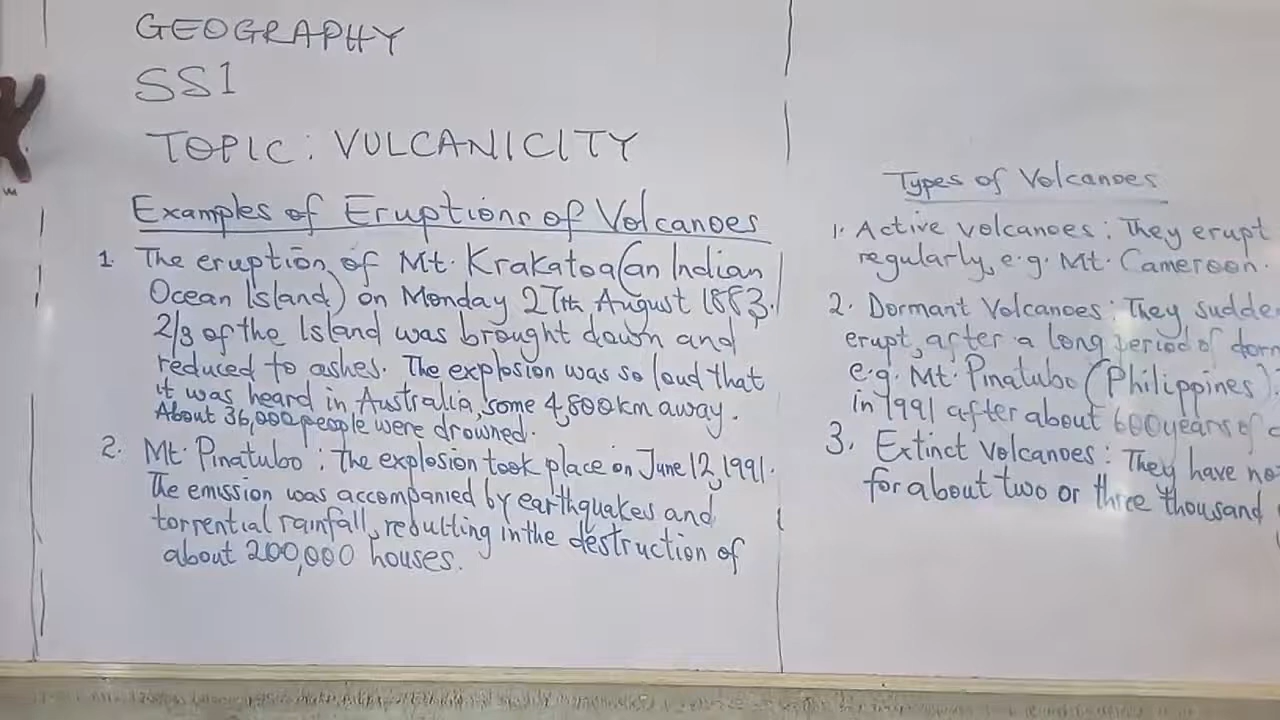 GEOGRAPHY
SS1
TOPIC: VULCANICITY
Examples of Eruptions of Volcanoes
1. The eruption, of Mt. Krakatoa (an Indian
Ocean Island) on Monday 27th August 1883.
2/3 of the Island was brought down and
reduced to ashes. The explosion was so loud that
it was heard in Australia, some 4,800km away.
About 36,000 people were drowned.
2. Mt. Pinatubo: The explosion took place on June 12, 1991.
The emission was accompanied by earthquakes and
torrential rainfall, resulting in the destruction of
about 200,000 houses.
Types of Volcanoes
1. Active volcanoes: They erupt
regularly, e.g. Mt. Cameroon.
2. Dormant Volcanoes: They sudde
erupt, after a long period of dorm
e.g. Mt. Pinatubo (Philippines)
in 1991 after about 600 years of
3. Extinct Volcanoes: They have no
for about two or three thousand